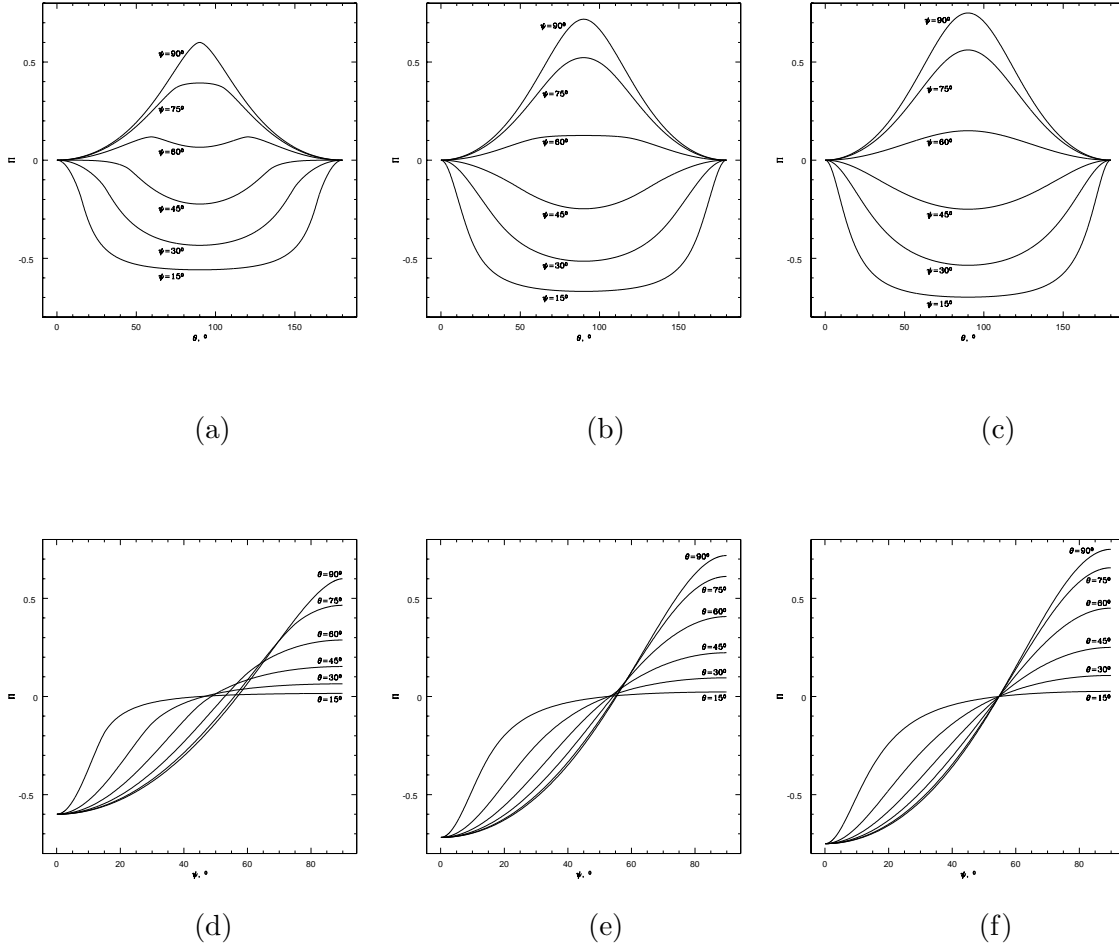 ψ=90°
ψ=75°
ψ=60°
ψ=45°
ψ=30°
ψ=15°
0.5
0
-0.5
Π
0 50 100 150
θ, °
(a)
ψ=90°
ψ=75°
ψ=60°
ψ=45°
ψ=30°
ψ=15°
0.5
0
-0.5
Π
0 50 100 150
θ, °
(b)
ψ=90°
ψ=75°
ψ=60°
ψ=45°
ψ=30°
ψ=15°
0.5
0
-0.5
Π
0 50 100 150
θ, °
(c)
θ=90°
θ=75°
θ=60°
θ=45°
θ=30°
θ=15°
0.5
0
-0.5
Π
0 20 40 60 80
ψ, °
(d)
θ=90°
θ=75°
θ=60°
θ=45°
θ=30°
θ=15°
0.5
0
-0.5
Π
0 20 40 60 80
ψ, °
(e)
θ=90°
θ=75°
θ=60°
θ=45°
θ=30°
θ=15°
0.5
0
-0.5
Π
0 20 40 60 80
ψ, °
(f)